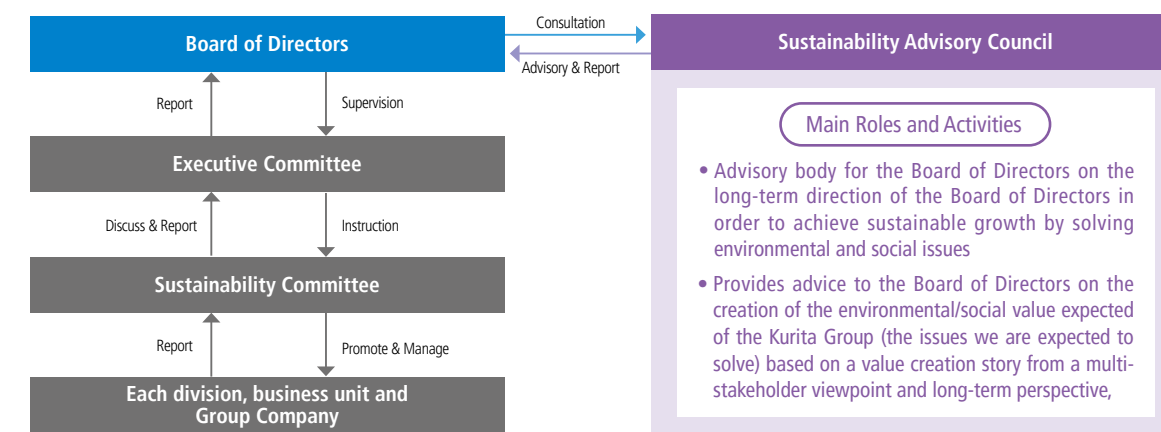 Board of Directors
Consultation
Advisory & Report
Sustainability Advisory Council
Report
Supervision
Executive Committee
Discuss & Report
Instruction
Sustainability Committee
Report
Promote & Manage
Each division, business unit and
Group Company
Main Roles and Activities
• Advisory body for the Board of Directors on the
long-term direction of the Board of Directors in
order to achieve sustainable growth by solving
environmental and social issues
• Provides advice to the Board of Directors on the
creation of the environmental/social value expected
of the Kurita Group (the issues we are expected to
solve) based on a value creation story from a multi-
stakeholder viewpoint and long-term perspective,